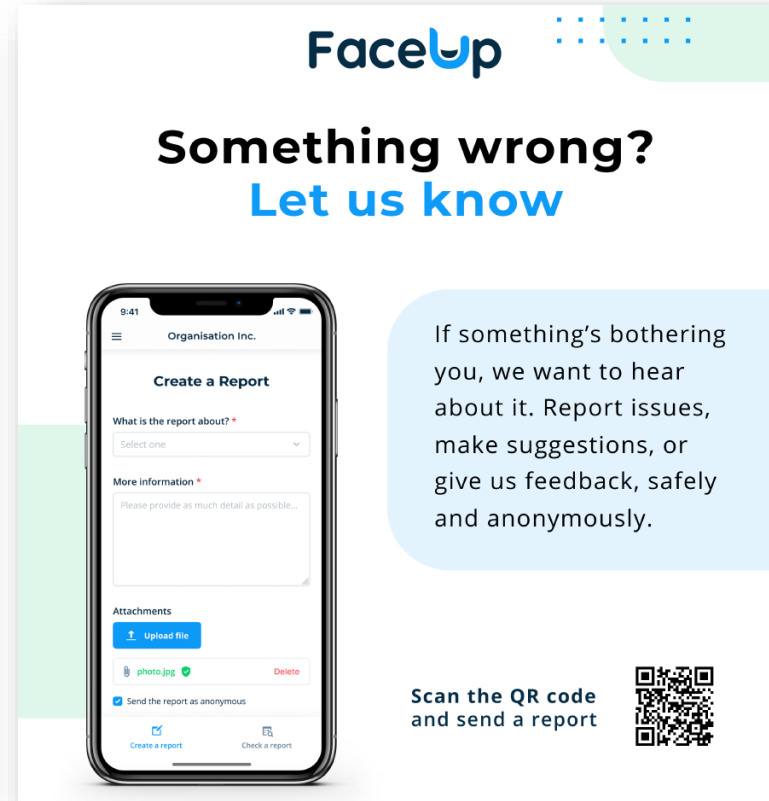 FaceUp
Something wrong?
Let us know
9:41
Organisation Inc.
Create a Report
What is the report about? *
Select one
More information *
Please provide as much detail as possible...
Attachments
Upload file
photo.jpg
Delete
Send the report as anonymous
Create a report
Check a report
If something’s bothering
you, we want to hear
about it. Report issues,
make suggestions, or
give us feedback, safely
and anonymously.
Scan the QR code
and send a report